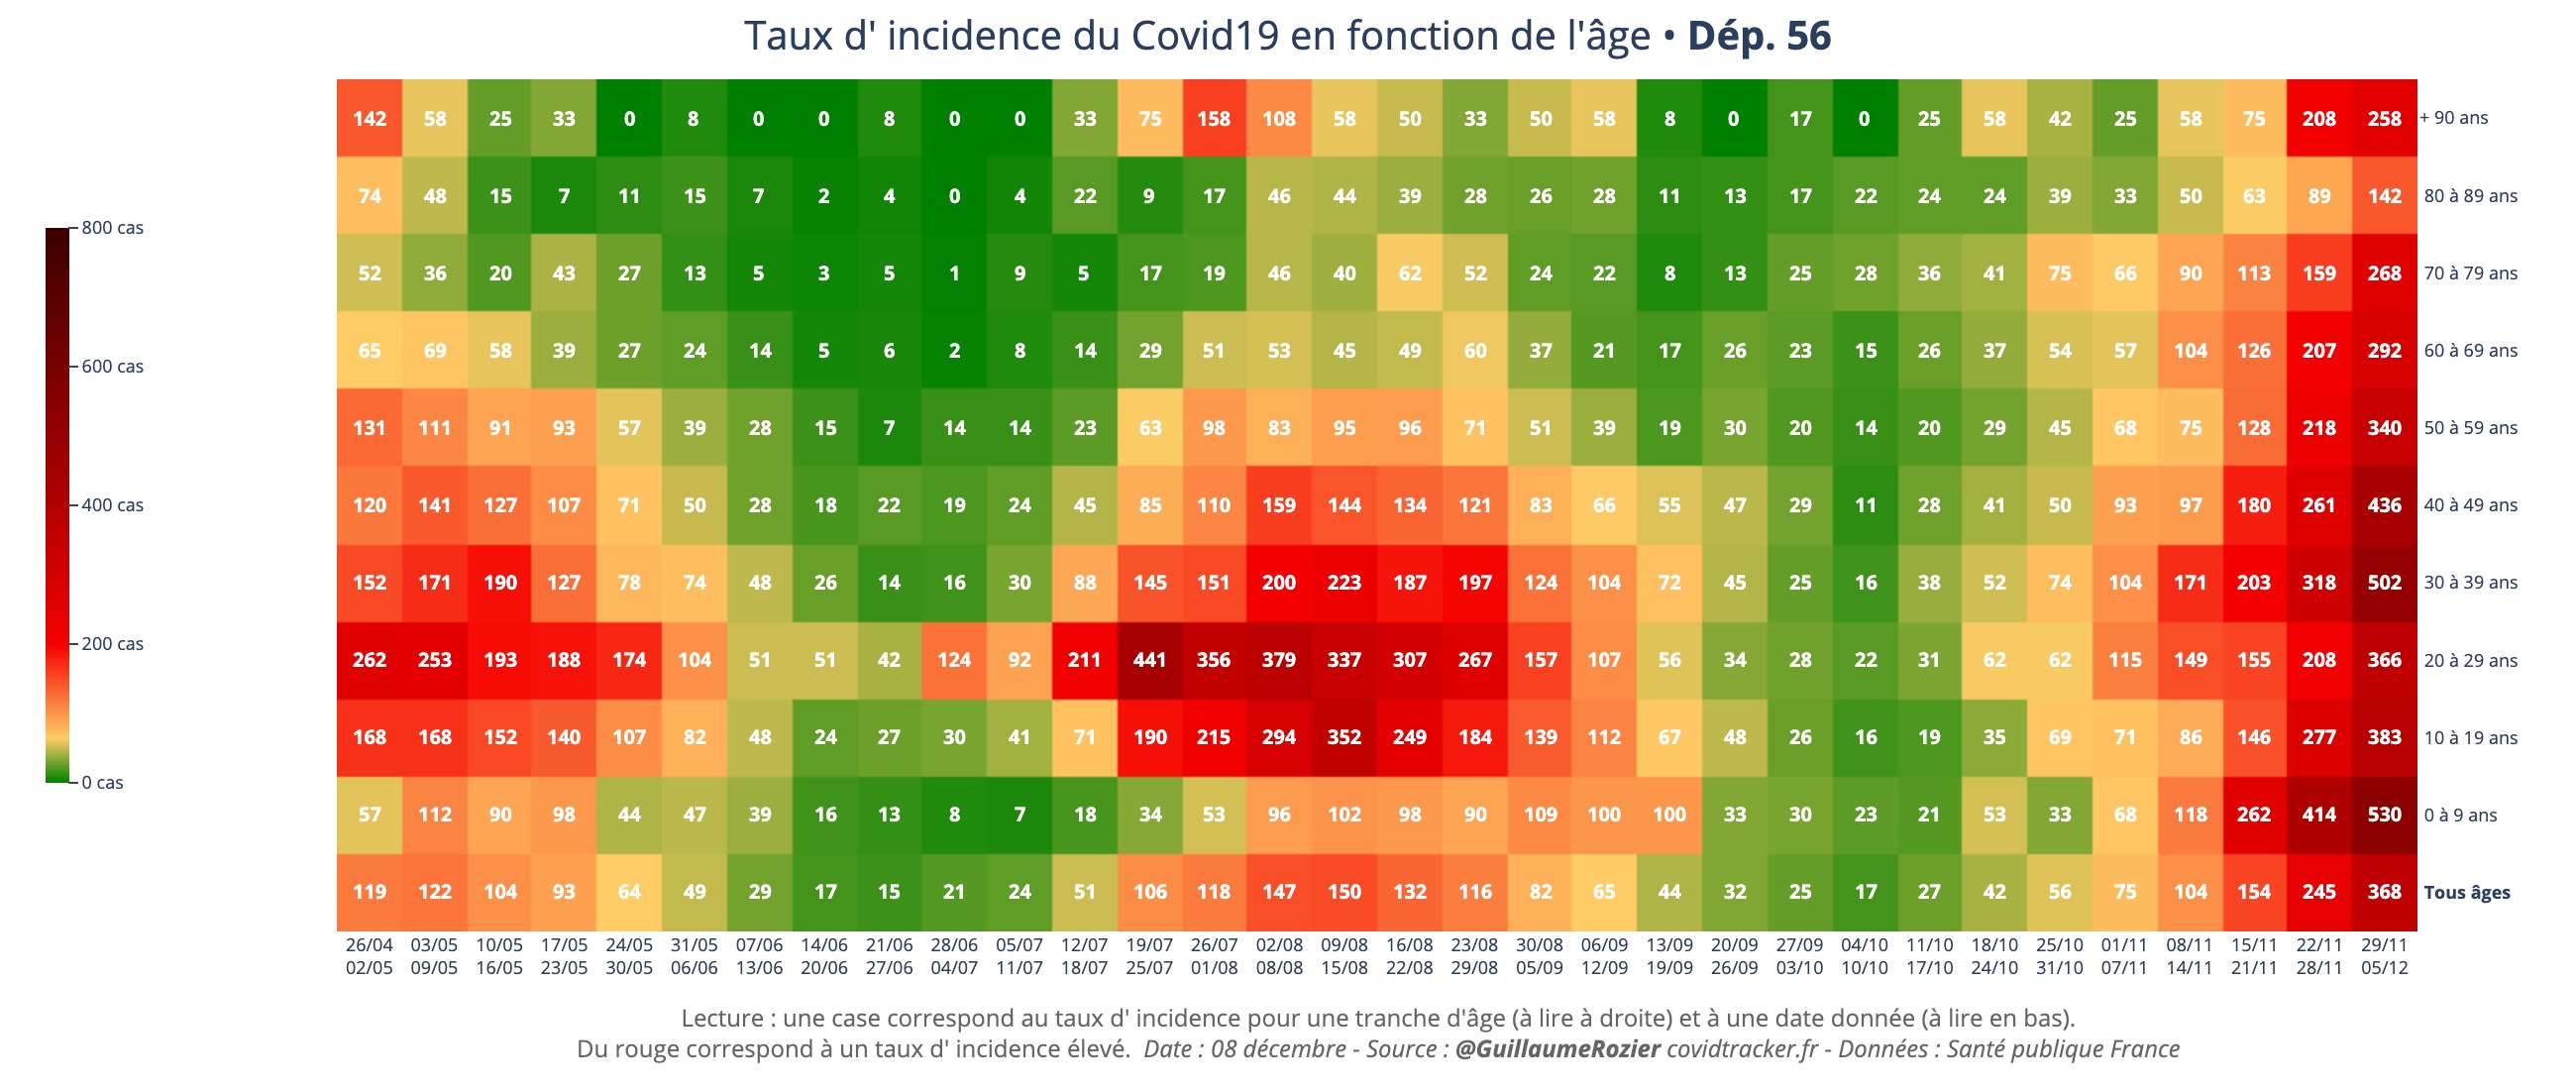 Taux d' incidence du Covid19 en fonction de l'âge • Dép. 56
800 cas
600 cas
400 cas
200 cas
0 cas
142 58 25 33 0 8 0 0 8 0 0 33 75 158 108 58 50 33 50 58 8 0 17 0 25 58 42 25 58 75 208 258 + 90 ans
74 48 15 7 11 15 7 2 4 0 4 22 9 17 46 44 39 28 26 28 11 13 17 22 24 24 39 33 50 63 89 142 80 à 89 ans
52 36 20 43 27 13 5 3 5 1 9 5 17 19 46 40 62 52 24 22 8 13 25 28 36 41 75 66 90 113 159 268 70 à 79 ans
65 69 58 39 27 24 14 5 6 2 8 14 29 51 53 45 49 60 37 21 17 26 23 15 26 37 54 57 104 126 207 292 60 à 69 ans
131 111 91 93 57 39 28 15 7 14 14 23 63 98 83 95 96 71 51 39 19 30 20 14 20 29 45 68 75 128 218 340 50 à 59 ans
120 141 127 107 71 50 28 18 22 19 24 45 85 110 159 144 134 121 83 66 55 47 29 11 28 41 50 93 97 180 261 436 40 à 49 ans
152 171 190 127 78 74 48 26 14 16 30 88 145 151 200 223 187 197 124 104 72 45 25 16 38 52 74 104 171 203 318 502 30 à 39 ans
262 253 193 188 174 104 51 51 42 124 92 211 441 356 379 337 307 267 157 107 56 34 28 22 31 62 62 115 149 155 208 366 20 à 29 ans
168 168 152 140 107 82 48 24 27 30 41 71 190 215 294 352 249 184 139 112 67 48 26 16 19 35 69 71 86 146 277 383 10 à 19 ans
57 112 90 98 44 47 39 16 13 8 7 18 34 53 96 102 98 90 109 100 100 33 30 23 21 53 33 68 118 262 414 530 0 à 9 ans
119 122 104 93 64 49 29 17 15 21 24 51 106 118 147 150 132 116 82 65 44 32 25 17 27 42 56 75 104 154 245 368 Tous âges
26/04 03/05 10/05 17/05 24/05 31/05 07/06 14/06 21/06 28/06 05/07 12/07 19/07 26/07 02/08 09/08 16/08 23/08 30/08 06/09 13/09 20/09 27/09 04/10 11/10 18/10 25/10 01/11 08/11 15/11 22/11 29/11
02/05 09/05 16/05 23/05 30/05 06/06 13/06 20/06 27/06 04/07 11/07 18/07 25/07 01/08 08/08 15/08 22/08 29/08 05/09 12/09 19/09 26/09 03/10 10/10 17/10 24/10 31/10 07/11 14/11 21/11 28/11 05/12
Lecture : une case correspond au taux d' incidence pour une tranche d'âge (à lire à droite) et à une date donnée (à lire en bas).
Du rouge correspond à un taux d' incidence élevé. Date : 08 décembre - Source : @GuillaumeRozier covidtracker.fr - Données : Santé publique France